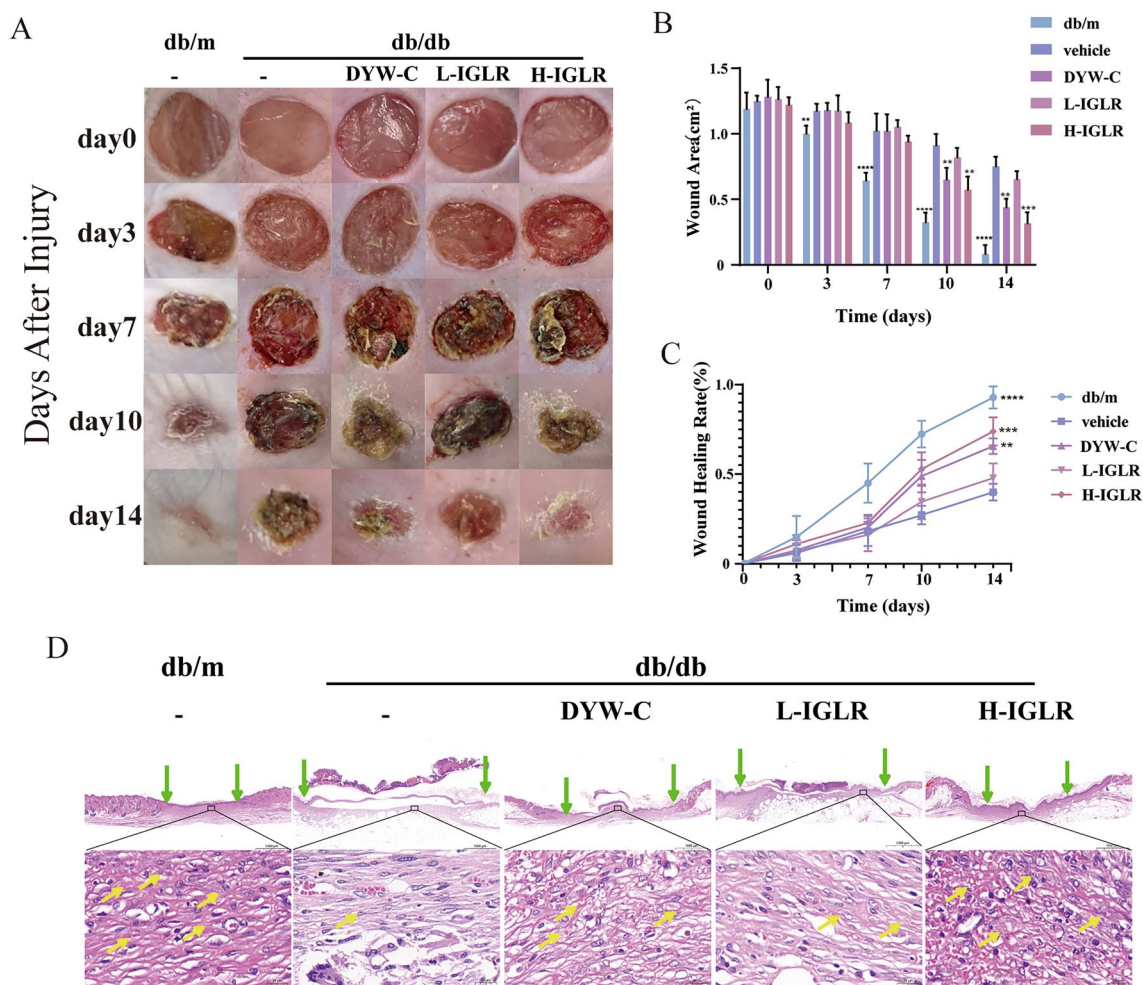 A
db/m
db/db
-
-
DYW-C
L-IGLR
H-IGLR
Days After Injury
day0
day3
day7
day10
day14
B
db/m
vehicle
DYW-C
L-IGLR
H-IGLR
Wound Area(cm²)
1.5
1.0
0.5
0.0
**
****
****
**
**
****
**
***
0
3
7
10
14
Time (days)
C
Wound Healing Rate(%)
1.0
0.5
0.0
****
***
**
0
3
7
10
14
Time (days)
db/m
vehicle
DYW-C
L-IGLR
H-IGLR
D
db/m
db/db
-
-
DYW-C
L-IGLR
H-IGLR